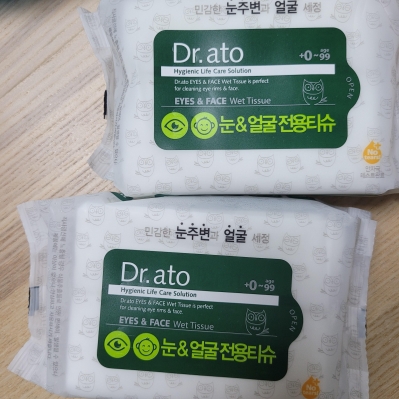 민감한 눈주변과 얼굴 세정
Dr.ato
+0~99
age
Hygienic Life Care Solution
Dr.ato EYES & FACE Wet Tissue is perfect
for cleaning eye rims & face.
EYES & FACE Wet Tissue
OPEN
눈&얼굴전용티슈
민감한 눈주변과 얼굴 세정
Dr.ato
+0~99
age
Hygienic Life Care Solution
Dr.ato EYES & FACE Wet Tissue is perfect
for cleaning eye rims & face.
EYES & FACE Wet Tissue
OPEN
눈&얼굴전용티슈